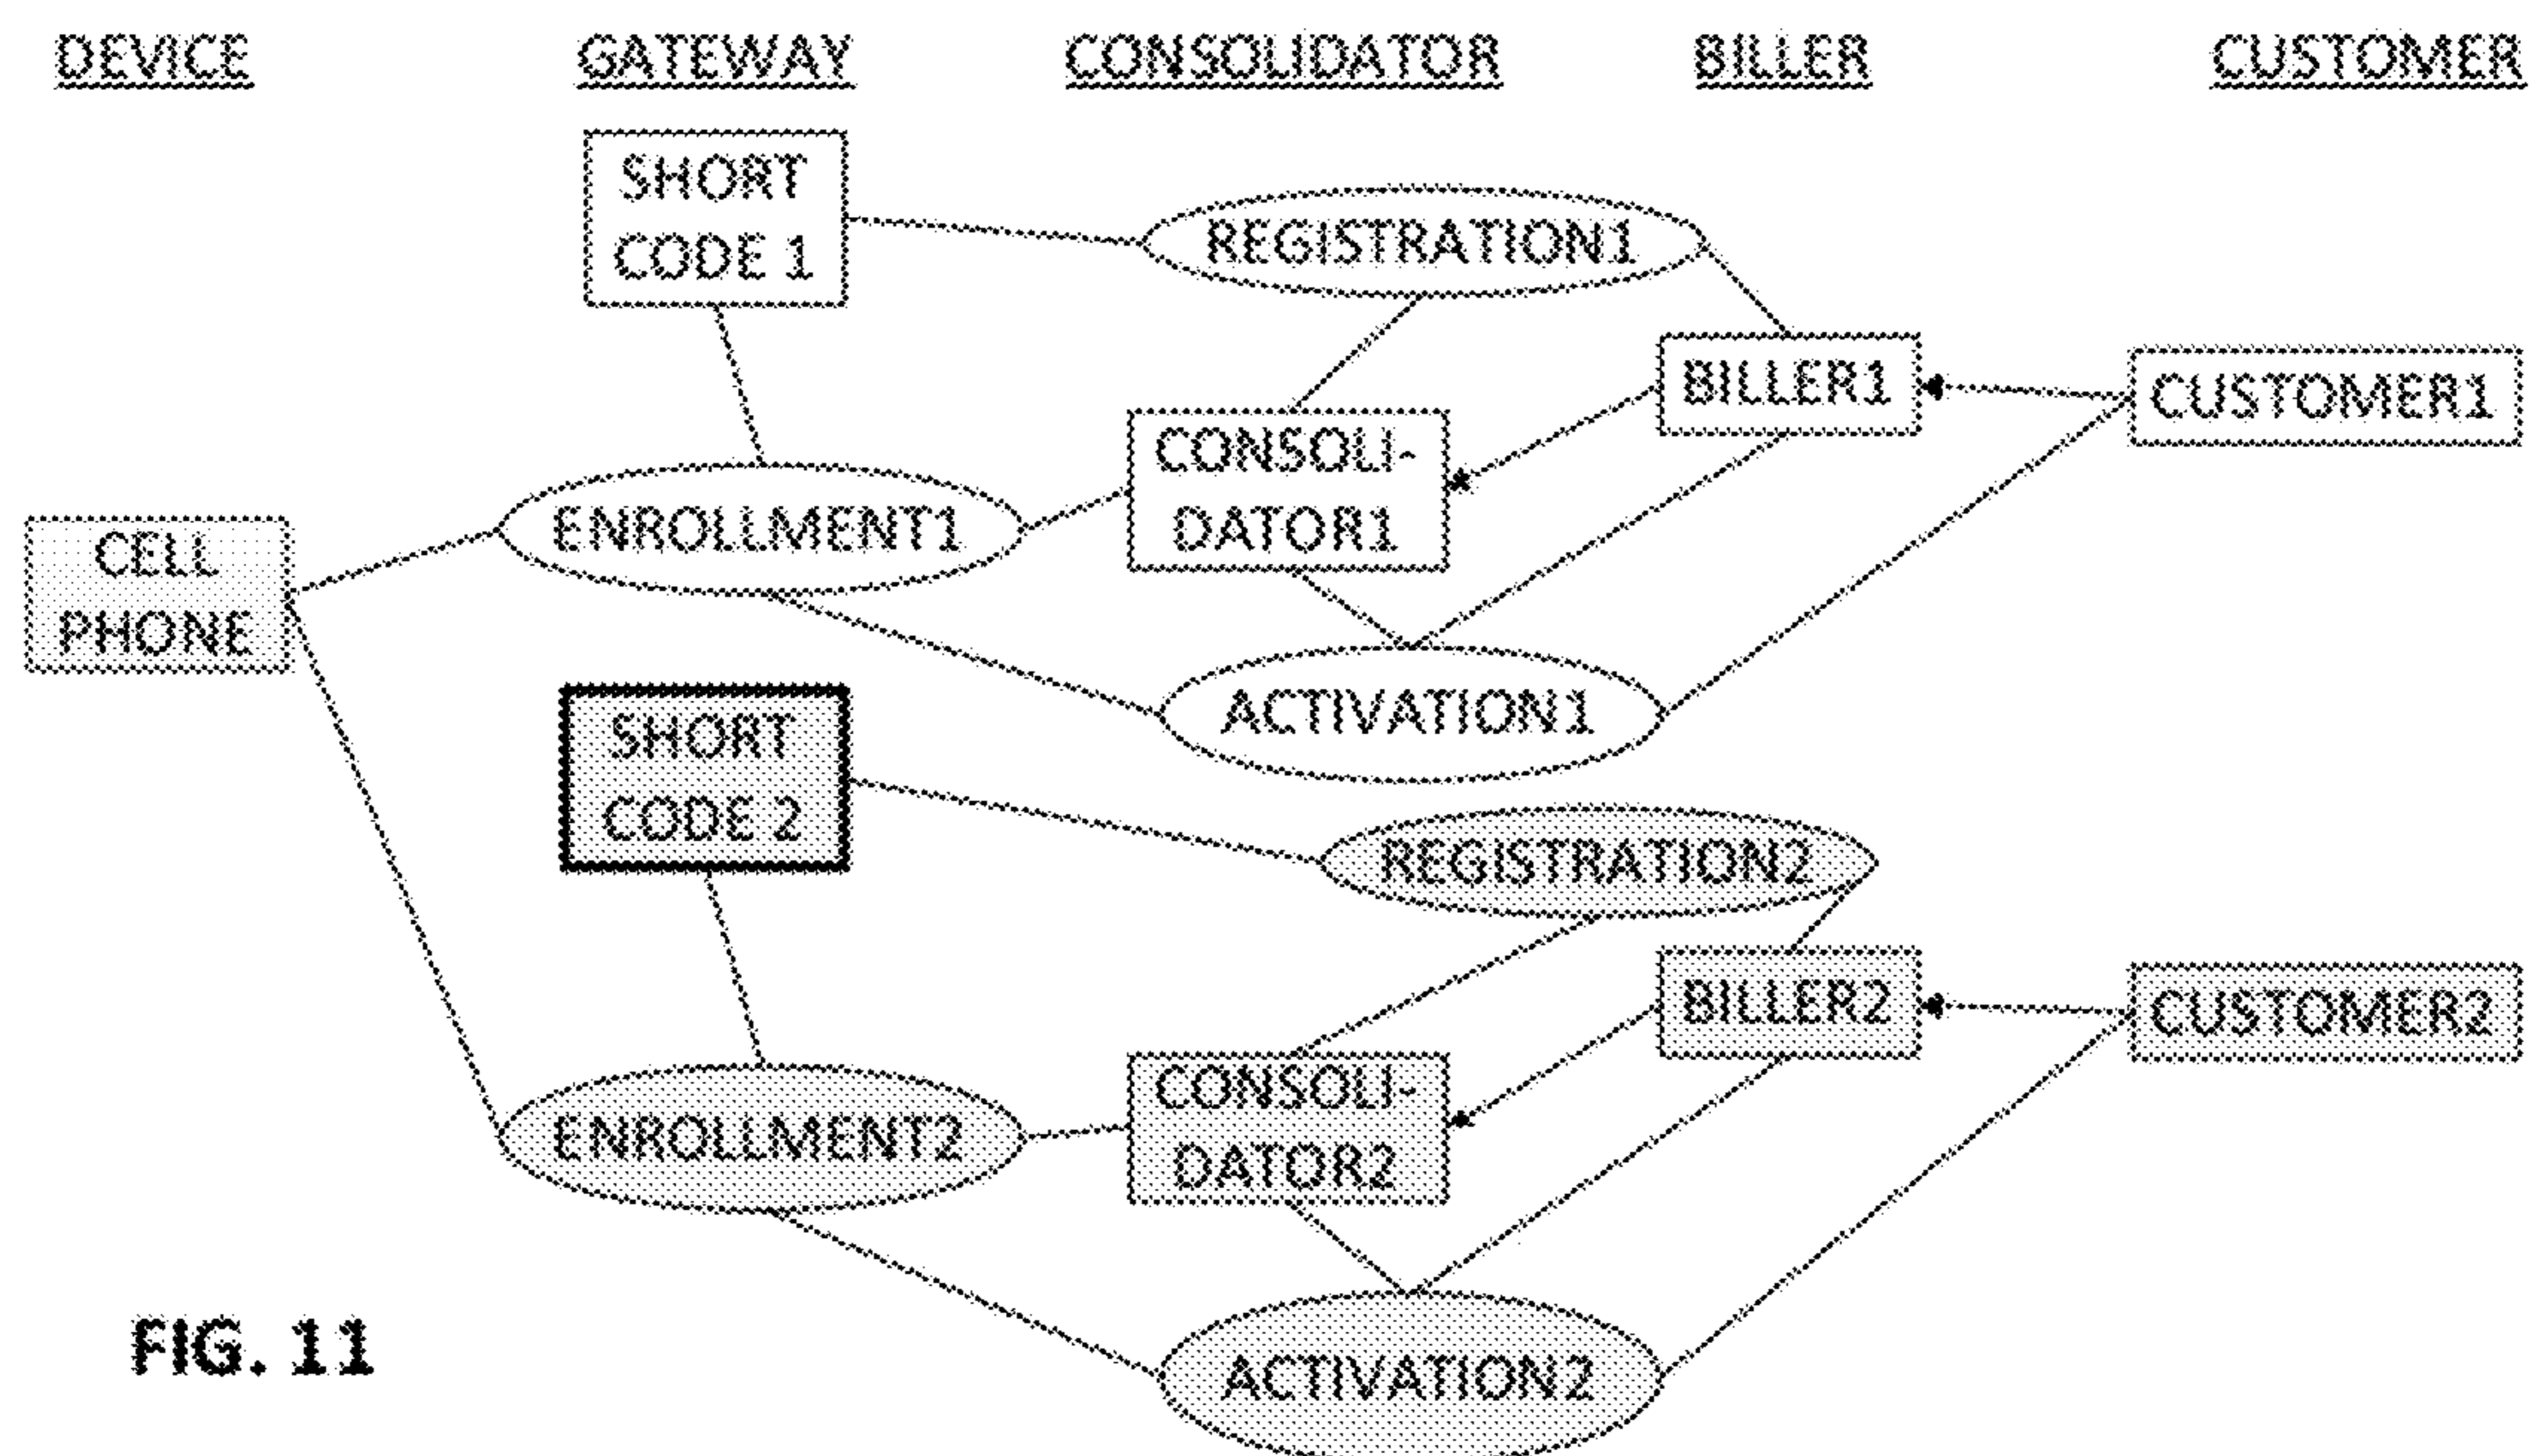 DEVICE GATEWAY CONSOLIDATOR BILLER CUSTOMER
SHORT
CODE 1
REGISTRATION1
BILLER1
CUSTOMER1
CONSOLI-
DATOR1
ENROLLMENT1
CELL
PHONE
ACTIVATION1
SHORT
CODE 2
REGISTRATION2
BILLER2
CUSTOMER2
CONSOLI-
DATOR2
ENROLLMENT2
ACTIVATION2
FIG. 11